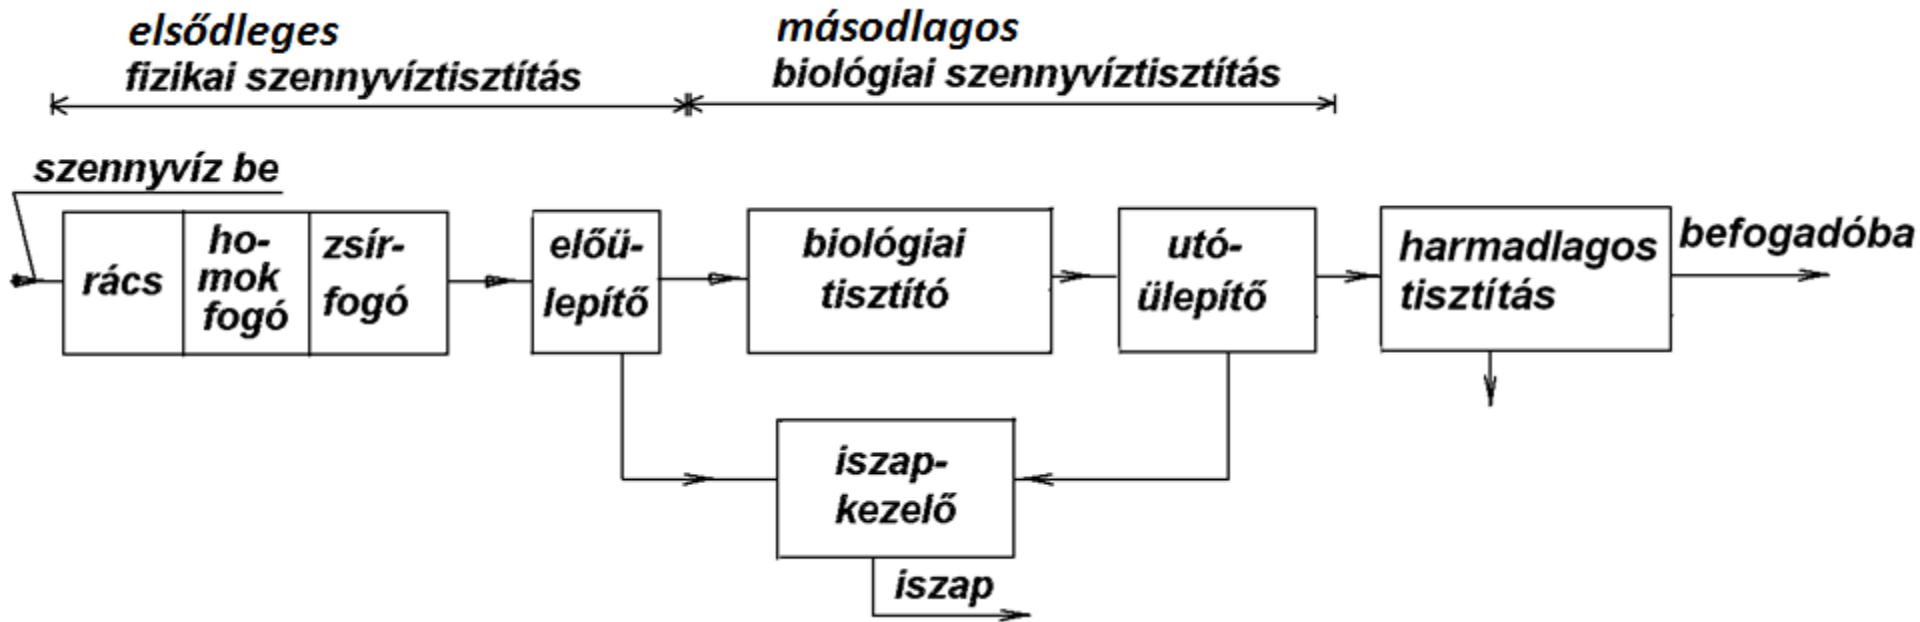 elsődleges
fizikai szennyvíztisztítás
másodlagos
biológiai szennyvíztisztítás
szennyvíz be
rács
ho-
mok
fogó
zsír-
fogó
előü-
lepítő
biológiai
tisztító
utó-
ülepítő
harmadlagos
tisztítás
befogadóba
iszap-
kezelő
iszap